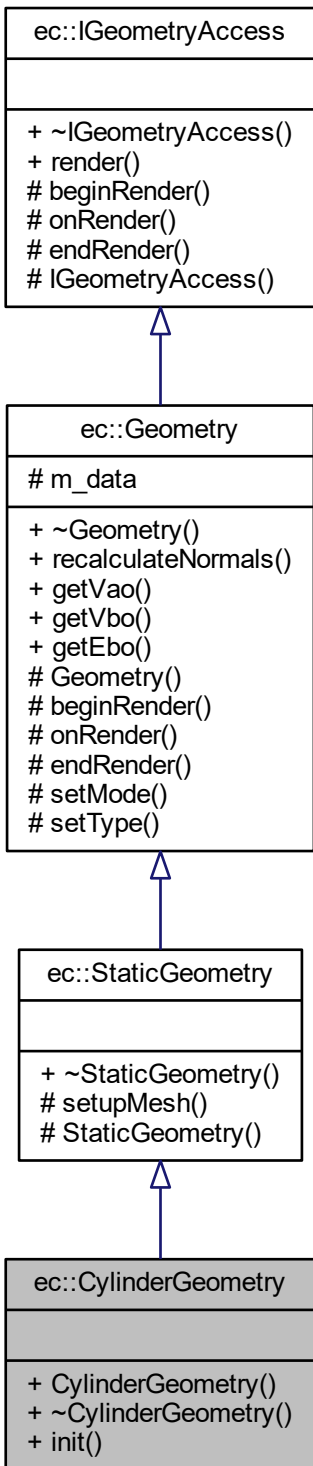 ec::IGeometryAccess
+ ~IGeometryAccess()
+ render()
# beginRender()
# onRender()
# endRender()
# IGeometryAccess()
ec::Geometry
# m_data
+ ~Geometry()
+ recalculateNormals()
+ getVao()
+ getVbo()
+ getEbo()
# Geometry()
# beginRender()
# onRender()
# endRender()
# setMode()
# setType()
ec::StaticGeometry
+ ~StaticGeometry()
# setupMesh()
# StaticGeometry()
ec::CylinderGeometry
+ CylinderGeometry()
+ ~CylinderGeometry()
+ init()